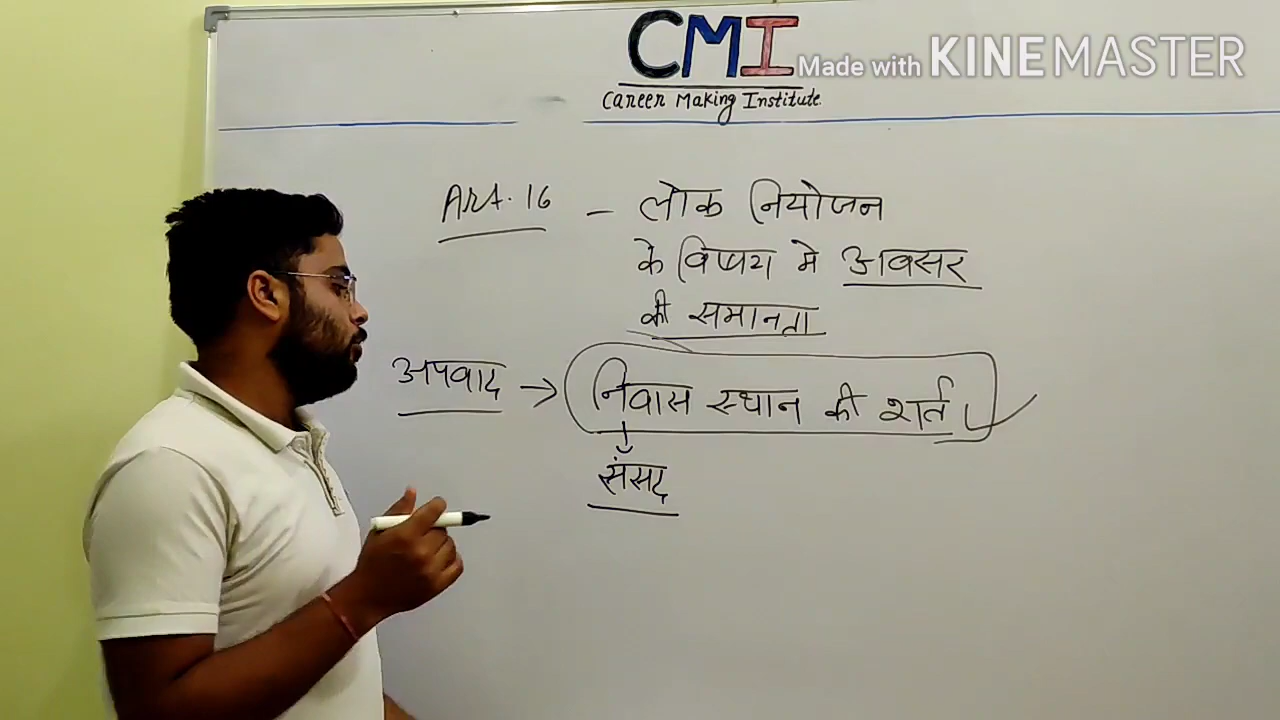 CMI
Made with KINEMASTER
Career Making Institute
Art. 16 - लोक नियोजन
के विषय मे अवसर
की समानता
अपवाद → निवास स्थान की शर्त
संसद